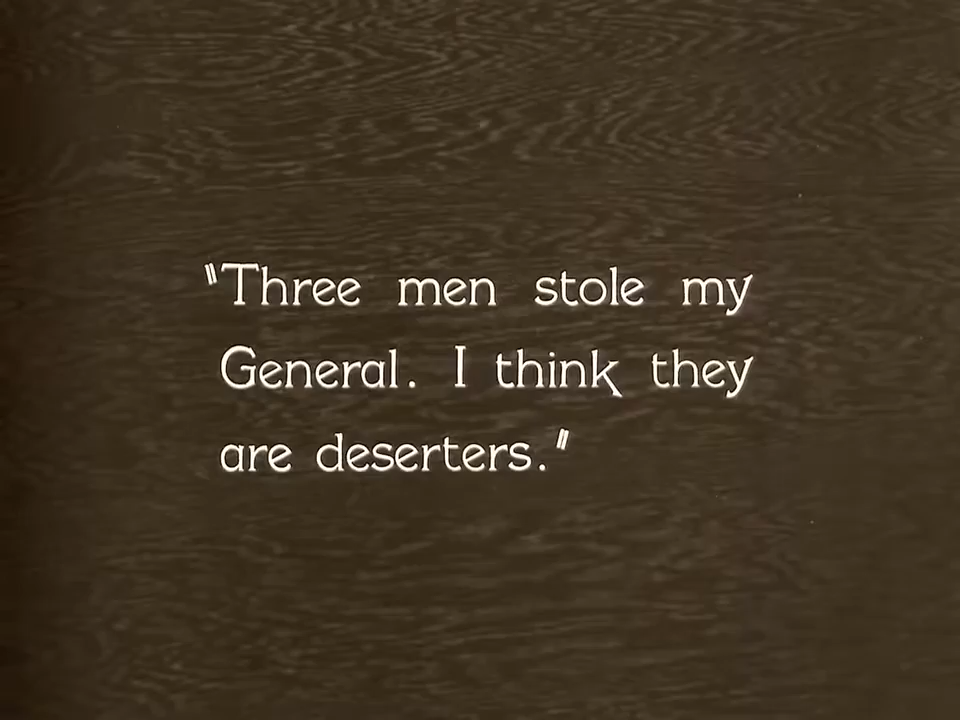 "Three men stole my
General. I think they
are deserters."